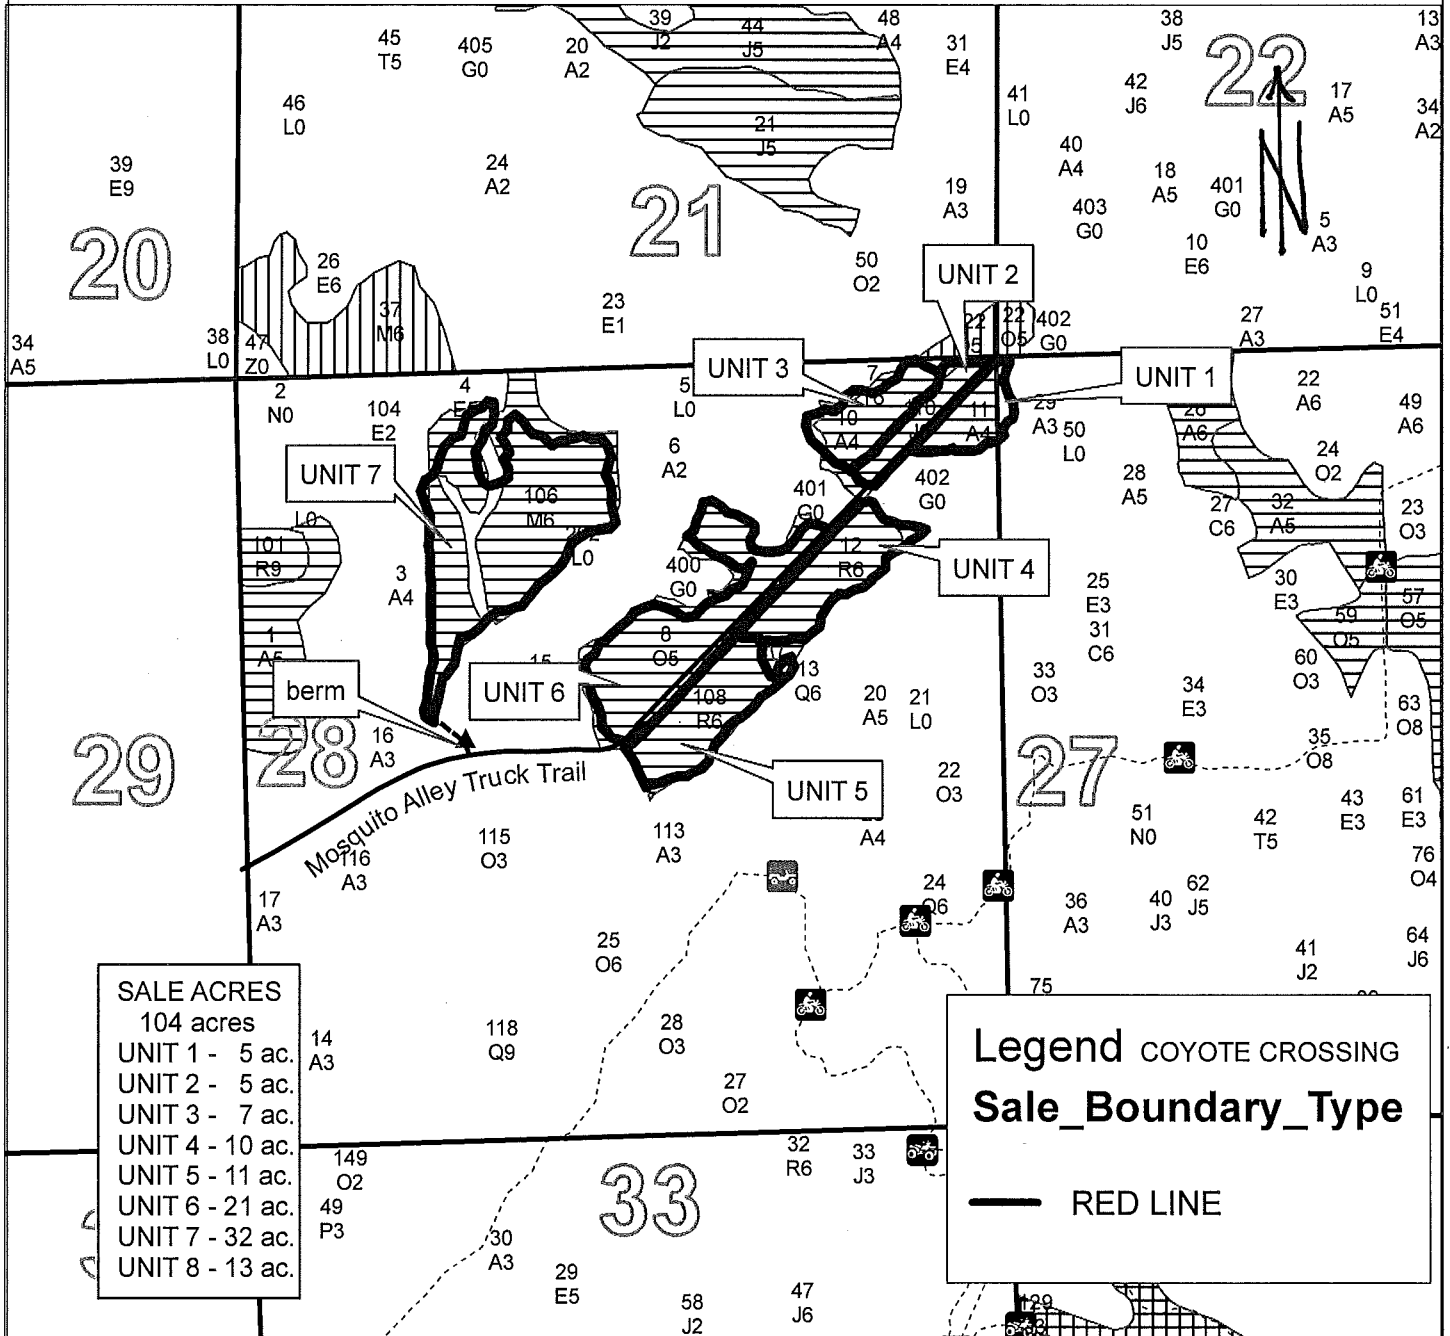 45
T5
405
G0
20
A2
39
J2
44
J5
48
A4
31
E4
38
J5
22
13
A3
46
L0
41
L0
42
J6
17
A5
34
A2
21
J5
39
E9
24
A2
40
A4
18
A5
401
G0
19
A3
403
G0
N
5
A3
20
21
10
E6
26
E6
50
O2
UNIT 2
9
L0
37
M6
23
E1
22
O5
402
G0
27
A3
51
E4
34
A5
38
L0
47
Z0
UNIT 3
UNIT 1
2
N0
4
104
E2
5
L0
7
10
A4
11
A4
29
A3
22
A6
49
A6
26
A6
50
L0
6
A2
24
O2
UNIT 7
106
M6
401
G0
402
G0
28
A5
27
C6
32
A5
23
O3
L0
101
R9
L0
12
R6
400
G0
UNIT 4
3
A4
25
E3
30
E3
57
O5
1
A5
8
O5
31
C6
59
O5
15
berm
UNIT 6
13
Q6
33
O3
60
O3
108
R6
20
A5
21
L0
34
E3
63
O8
16
A3
28
29
27
35
O8
Mosquito Alley Truck Trail
UNIT 5
22
O3
A4
51
N0
42
T5
43
E3
61
E3
116
A3
115
O3
113
A3
76
O4
17
A3
24
Q6
36
A3
40
J3
62
J5
25
O6
41
J2
64
J6
75
SALE ACRES
104 acres
UNIT 1 - 5 ac.
UNIT 2 - 5 ac.
UNIT 3 - 7 ac.
UNIT 4 - 10 ac.
UNIT 5 - 11 ac.
UNIT 6 - 21 ac.
UNIT 7 - 32 ac.
UNIT 8 - 13 ac.
14
A3
118
Q9
28
O3
27
O2
Legend COYOTE CROSSING
Sale_Boundary_Type
RED LINE
149
O2
32
R6
33
J3
49
P3
33
30
A3
29
E5
58
J2
47
J6
129